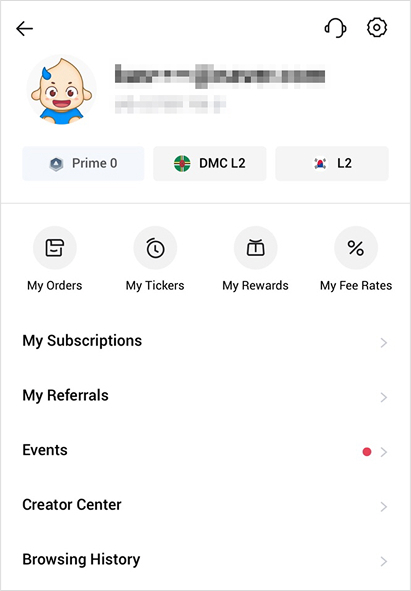 Prime 0
DMC L2
L2
My Orders
My Tickers
My Rewards
My Fee Rates
My Subscriptions
My Referrals
Events
Creator Center
Browsing History